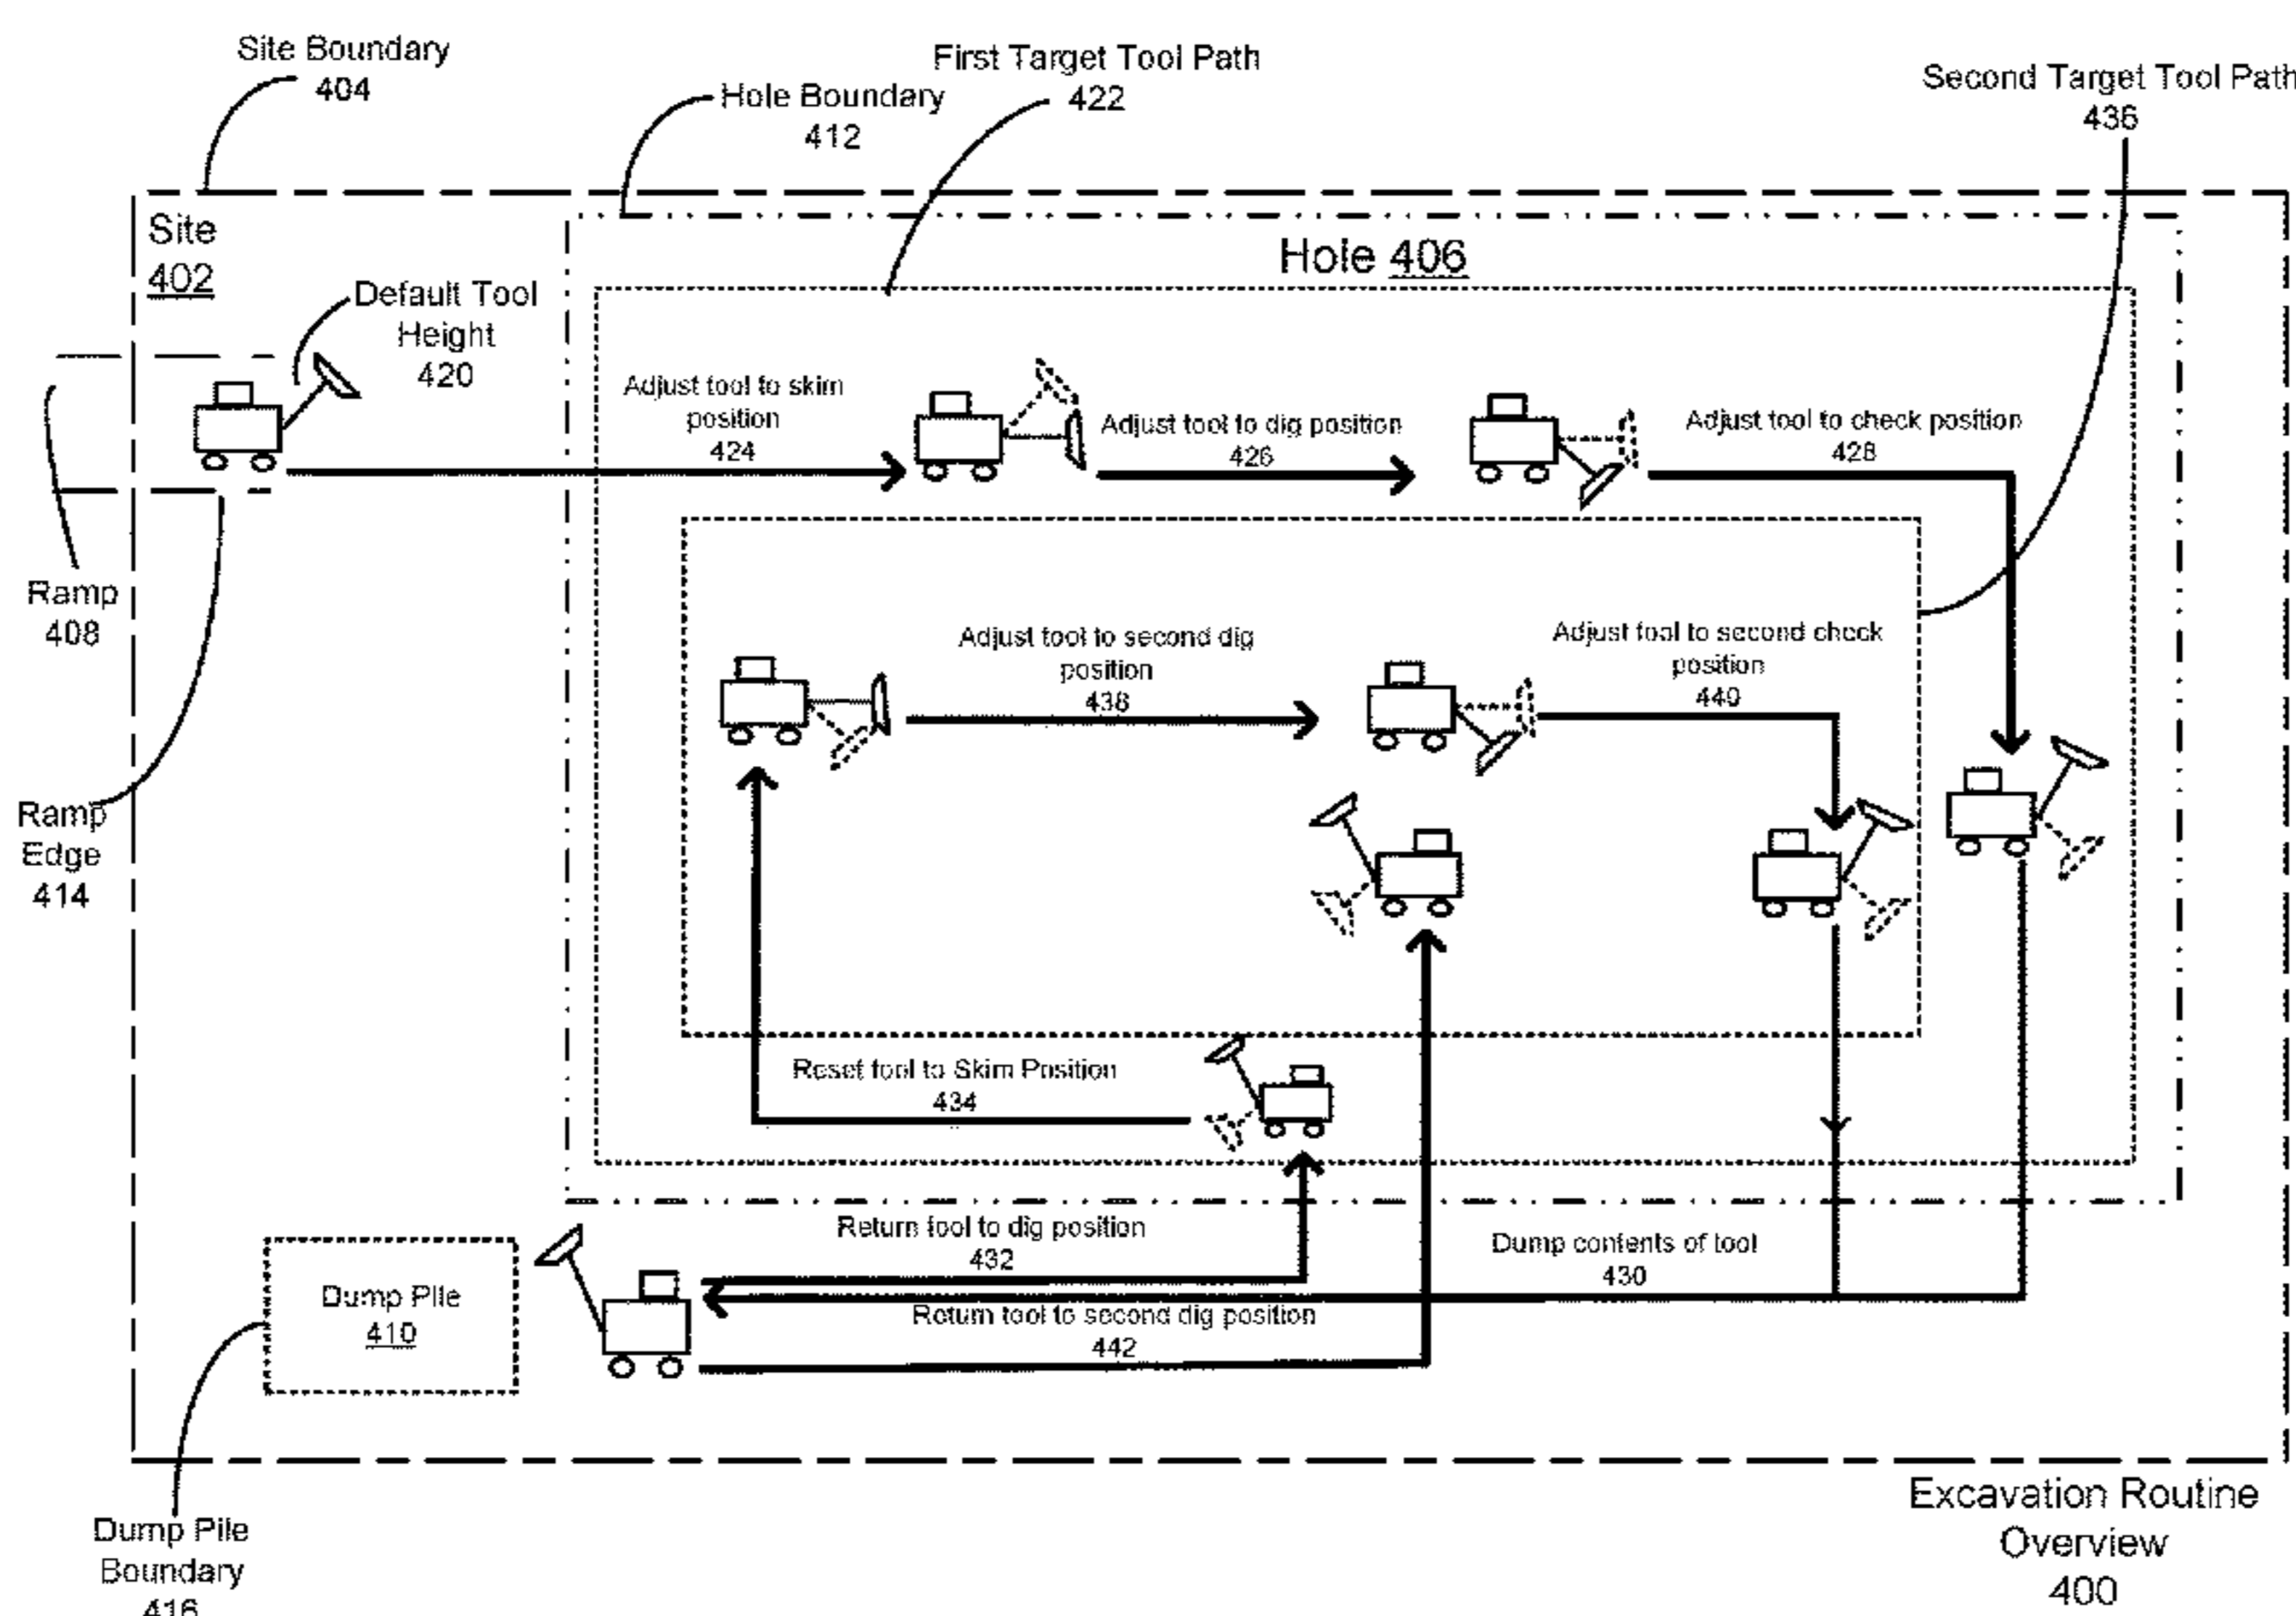 Site Boundary
404
First Target Tool Path
422
Hole Boundary
412
Second Target Tool Path
436
Site
402
Hole 406
Default Tool
Height
420
Adjust tool to skim
position
424
Adjust tool to dig position
426
Adjust tool to check position
428
Ramp
408
Adjust tool to second dig
position
438
Adjust tool to second check
position
440
Ramp
Edge
414
Reset tool to Skim Position
434
Return tool to dig position
432
Dump contents of tool
430
Dump Pile
410
Return tool to second dig position
442
Dump Pile
Boundary
416
Excavation Routine
Overview
400